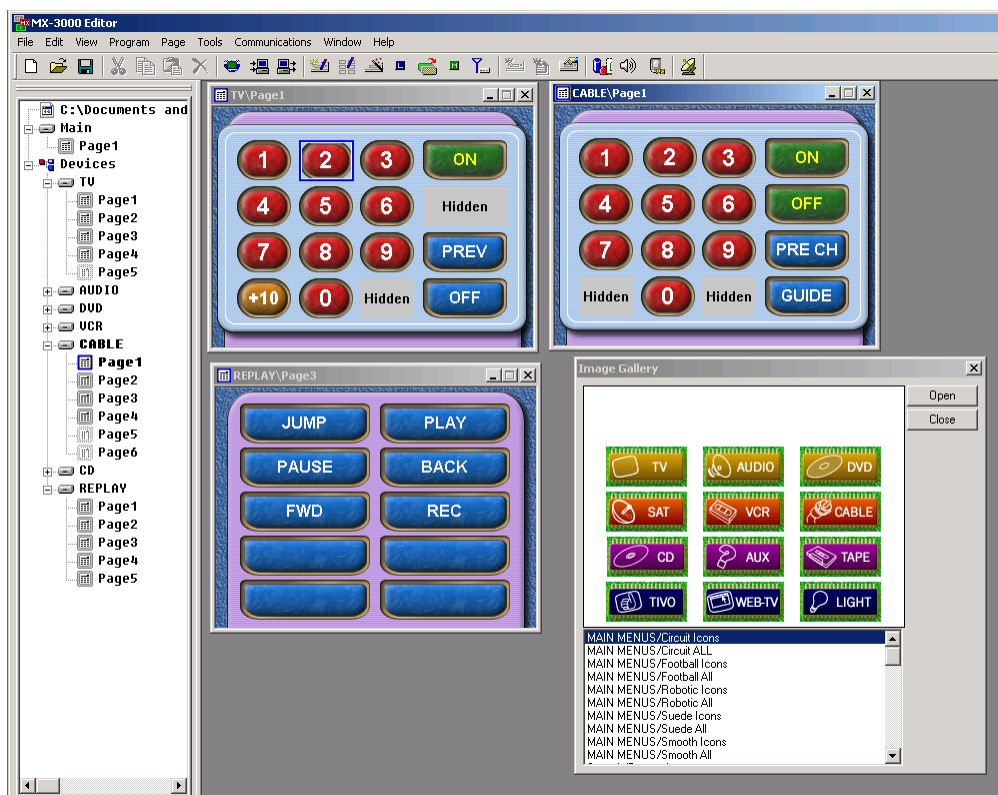 MX-3000 Editor
File Edit View Program Page Tools Communications Window Help
C:\Documents and
Main
Page1
Devices
TV
Page1
Page2
Page3
Page4
Page5
AUDIO
DVD
VCR
CABLE
Page1
Page2
Page3
Page4
Page5
Page6
CD
REPLAY
Page1
Page2
Page3
Page4
Page5
TV\Page1
1 2 3 ON
4 5 6 Hidden
7 8 9 PREV
+10 0 Hidden OFF
CABLE\Page1
1 2 3 ON
4 5 6 OFF
7 8 9 PRE CH
Hidden 0 Hidden GUIDE
REPLAY\Page3
JUMP PLAY
PAUSE BACK
FWD REC
Image Gallery
Open
Close
TV AUDIO DVD
SAT VCR CABLE
CD AUX TAPE
TIVO WEB-TV LIGHT
MAIN MENUS/Circuit Icons
MAIN MENUS/Circuit ALL
MAIN MENUS/Football Icons
MAIN MENUS/Football All
MAIN MENUS/Robotic Icons
MAIN MENUS/Robotic All
MAIN MENUS/Suede Icons
MAIN MENUS/Suede All
MAIN MENUS/Smooth Icons
MAIN MENUS/Smooth All